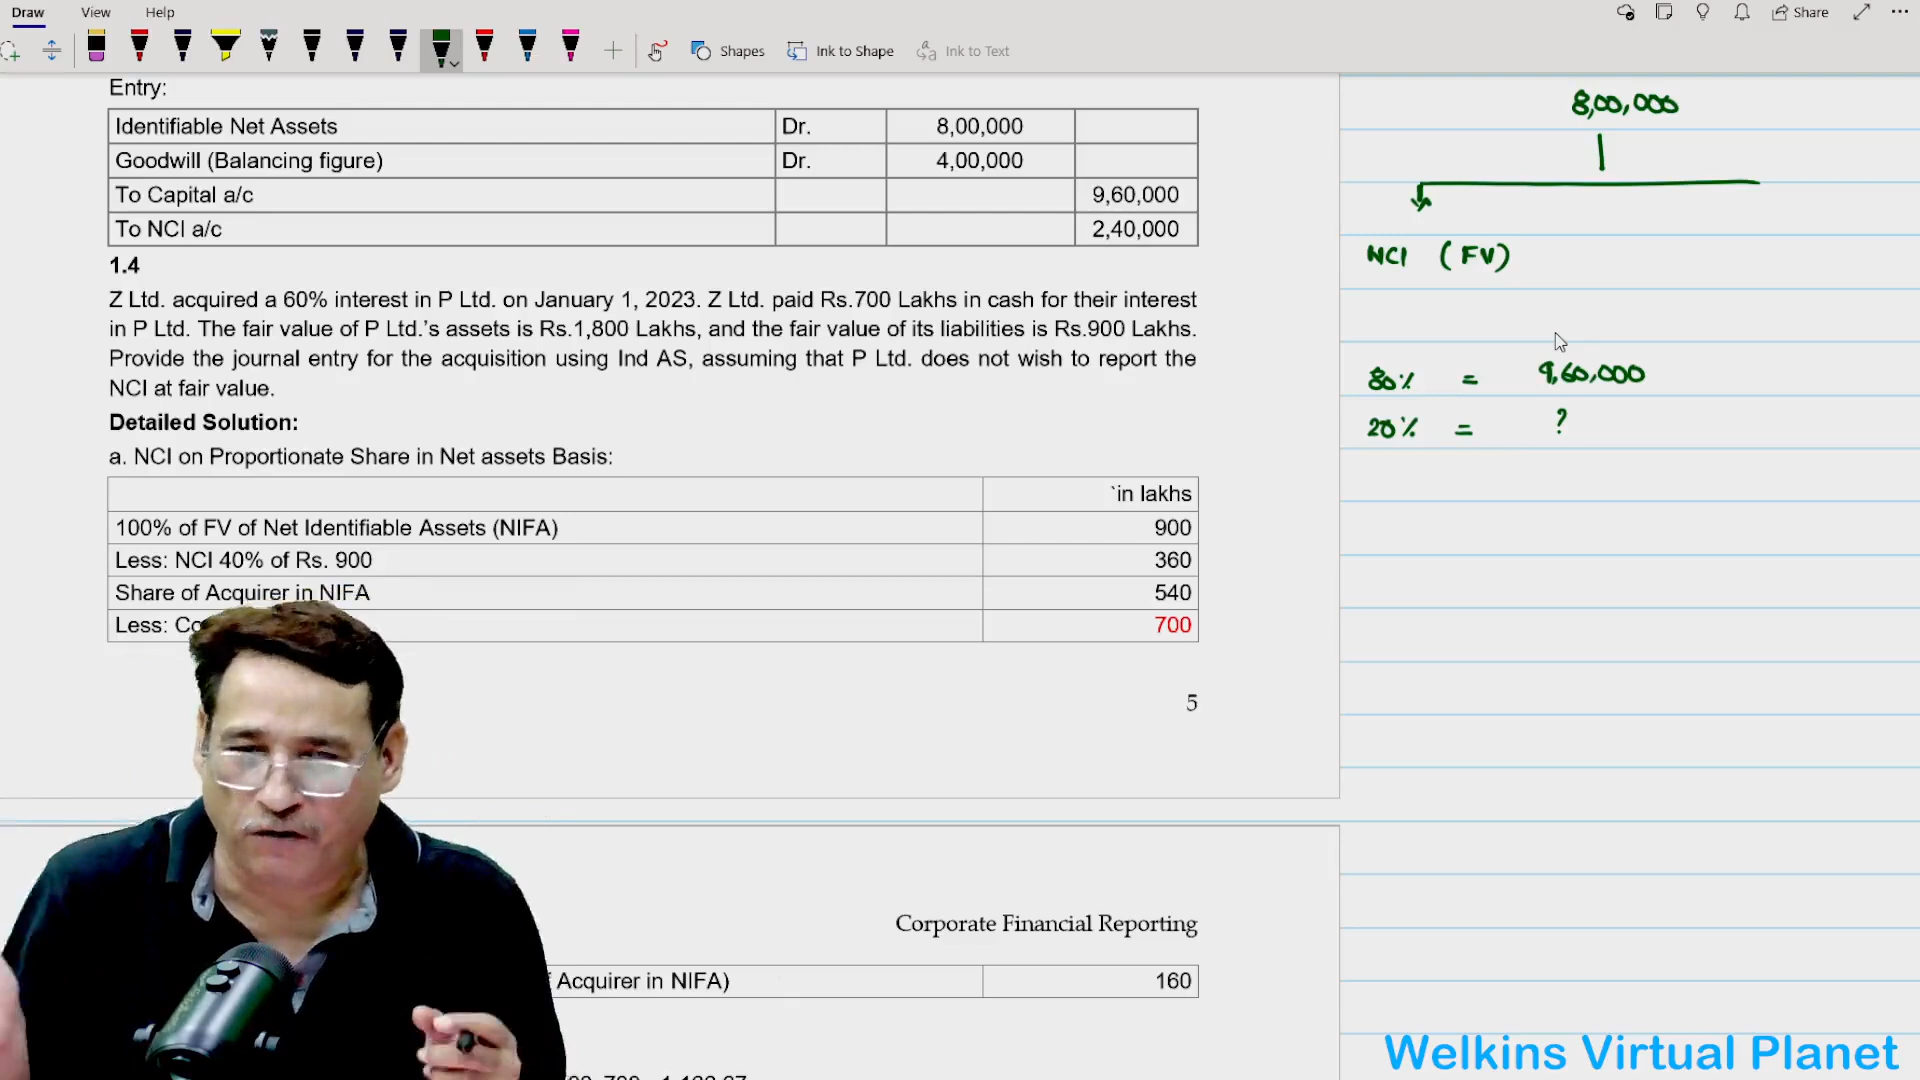 Draw View Help Share
Shapes Ink to Shape Ink to Text
Entry:
Identifiable Net Assets Dr. 8,00,000
Goodwill (Balancing figure) Dr. 4,00,000
To Capital a/c 9,60,000
To NCI a/c 2,40,000
1.4
Z Ltd. acquired a 60% interest in P Ltd. on January 1, 2023. Z Ltd. paid Rs.700 Lakhs in cash for their interest
in P Ltd. The fair value of P Ltd.'s assets is Rs.1,800 Lakhs, and the fair value of its liabilities is Rs.900 Lakhs.
Provide the journal entry for the acquisition using Ind AS, assuming that P Ltd. does not wish to report the
NCI at fair value.
Detailed Solution:
a. NCI on Proportionate Share in Net assets Basis:
`in lakhs
100% of FV of Net Identifiable Assets (NIFA) 900
Less: NCI 40% of Rs. 900 360
Share of Acquirer in NIFA 540
Less: 700
5
Corporate Financial Reporting
Acquirer in NIFA) 160
8,00,000
NCI (FV)
80% = 9,60,000
20% = ?
Welkins Virtual Planet